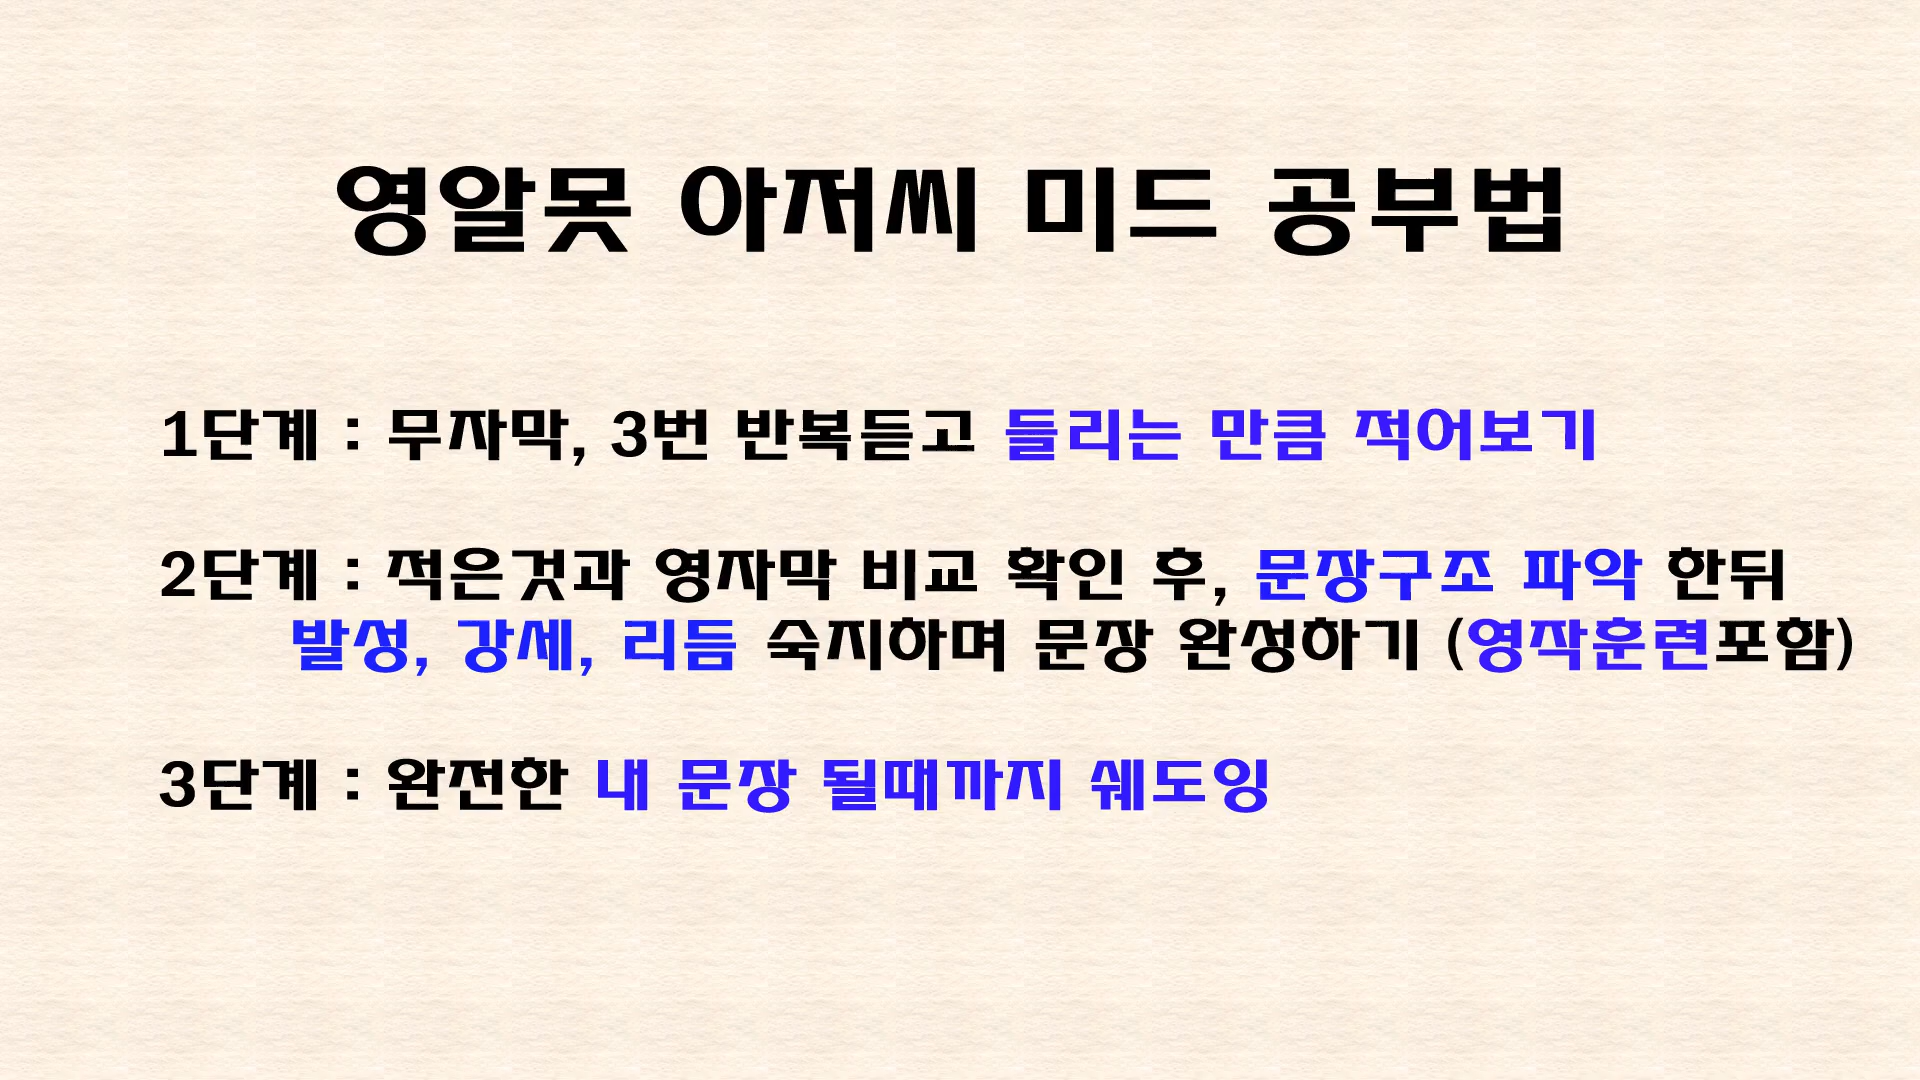 영알못 아저씨 미드 공부법
1단계 : 무자막, 3번 반복듣고 들리는 만큼 적어보기
2단계 : 적은것과 영자막 비교 확인 후, 문장구조 파악 한뒤
발성, 강세, 리듬 숙지하며 문장 완성하기 (영작훈련포함)
3단계 : 완전한 내 문장 될때까지 쉐도잉